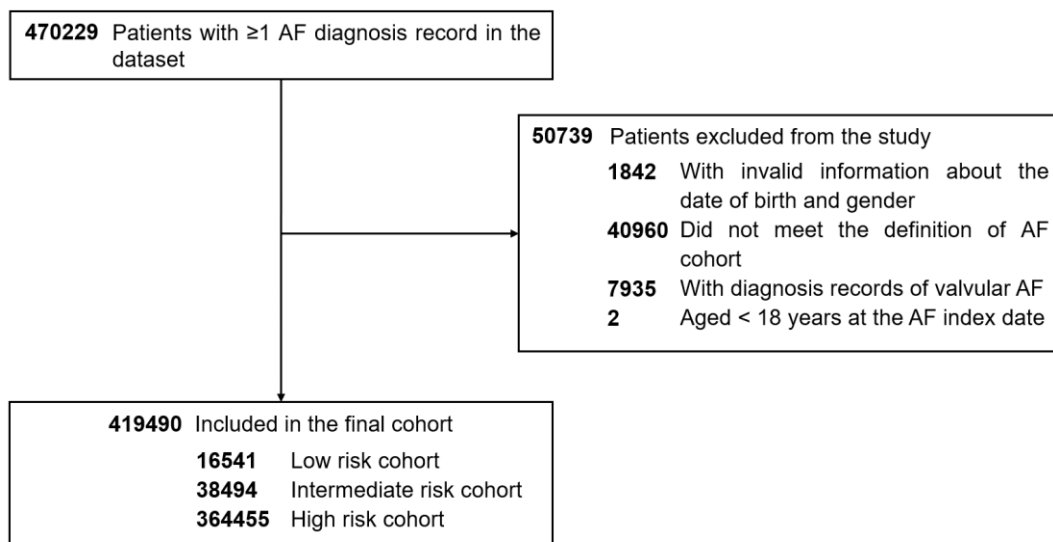 470229 Patients with ≥1 AF diagnosis record in the
dataset
50739 Patients excluded from the study
1842 With invalid information about the
date of birth and gender
40960 Did not meet the definition of AF
cohort
7935 With diagnosis records of valvular AF
2 Aged < 18 years at the AF index date
419490 Included in the final cohort
16541 Low risk cohort
38494 Intermediate risk cohort
364455 High risk cohort